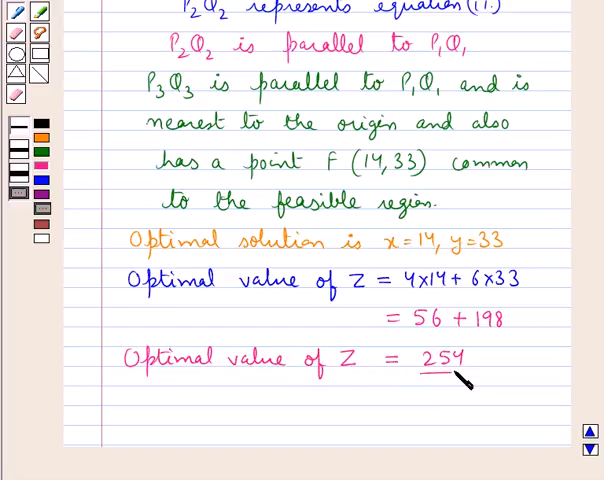 P₂Q₂ represents equation (17.)
P₂Q₂ is parallel to P₁Q₁
P₃Q₃ is parallel to P₁Q₁ and is
nearest to the origin and also
has a point F (14,33) common
to the feasible region.
Optimal solution is x=14, y=33
Optimal value of Z = 4×14+ 6×33
= 56 + 198
Optimal value of Z = 254